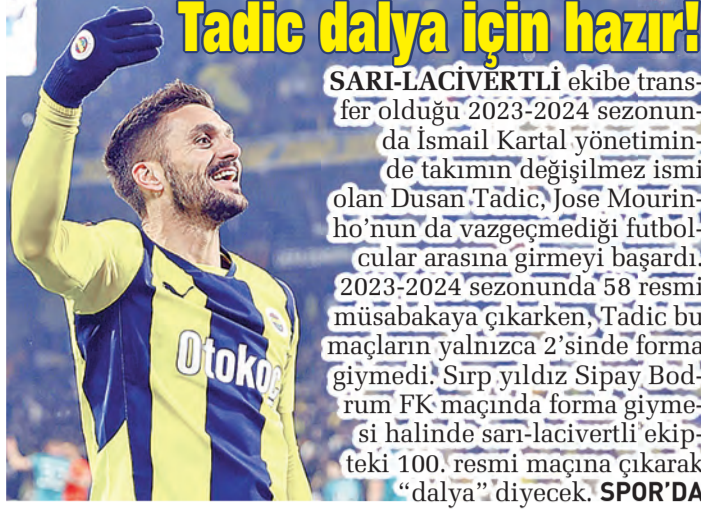 Tadic dalya için hazır!
SARI-LACİVERTLİ ekibe trans-
fer olduğu 2023-2024 sezonun-
da İsmail Kartal yönetimin-
de takımın değişilmez ismi
olan Dusan Tadic, Jose Mourin-
ho’nun da vazgeçmediği futbol-
cular arasına girmeyi başardı.
2023-2024 sezonunda 58 resmi
müsabakaya çıkarken, Tadic bu
maçların yalnızca 2’sinde forma
giymedi. Sırp yıldız Sipay Bod-
rum FK maçında forma giyme-
si halinde sarı-lacivertli ekip-
teki 100. resmi maçına çıkarak
“dalya” diyecek. SPOR’DA
Otokoç